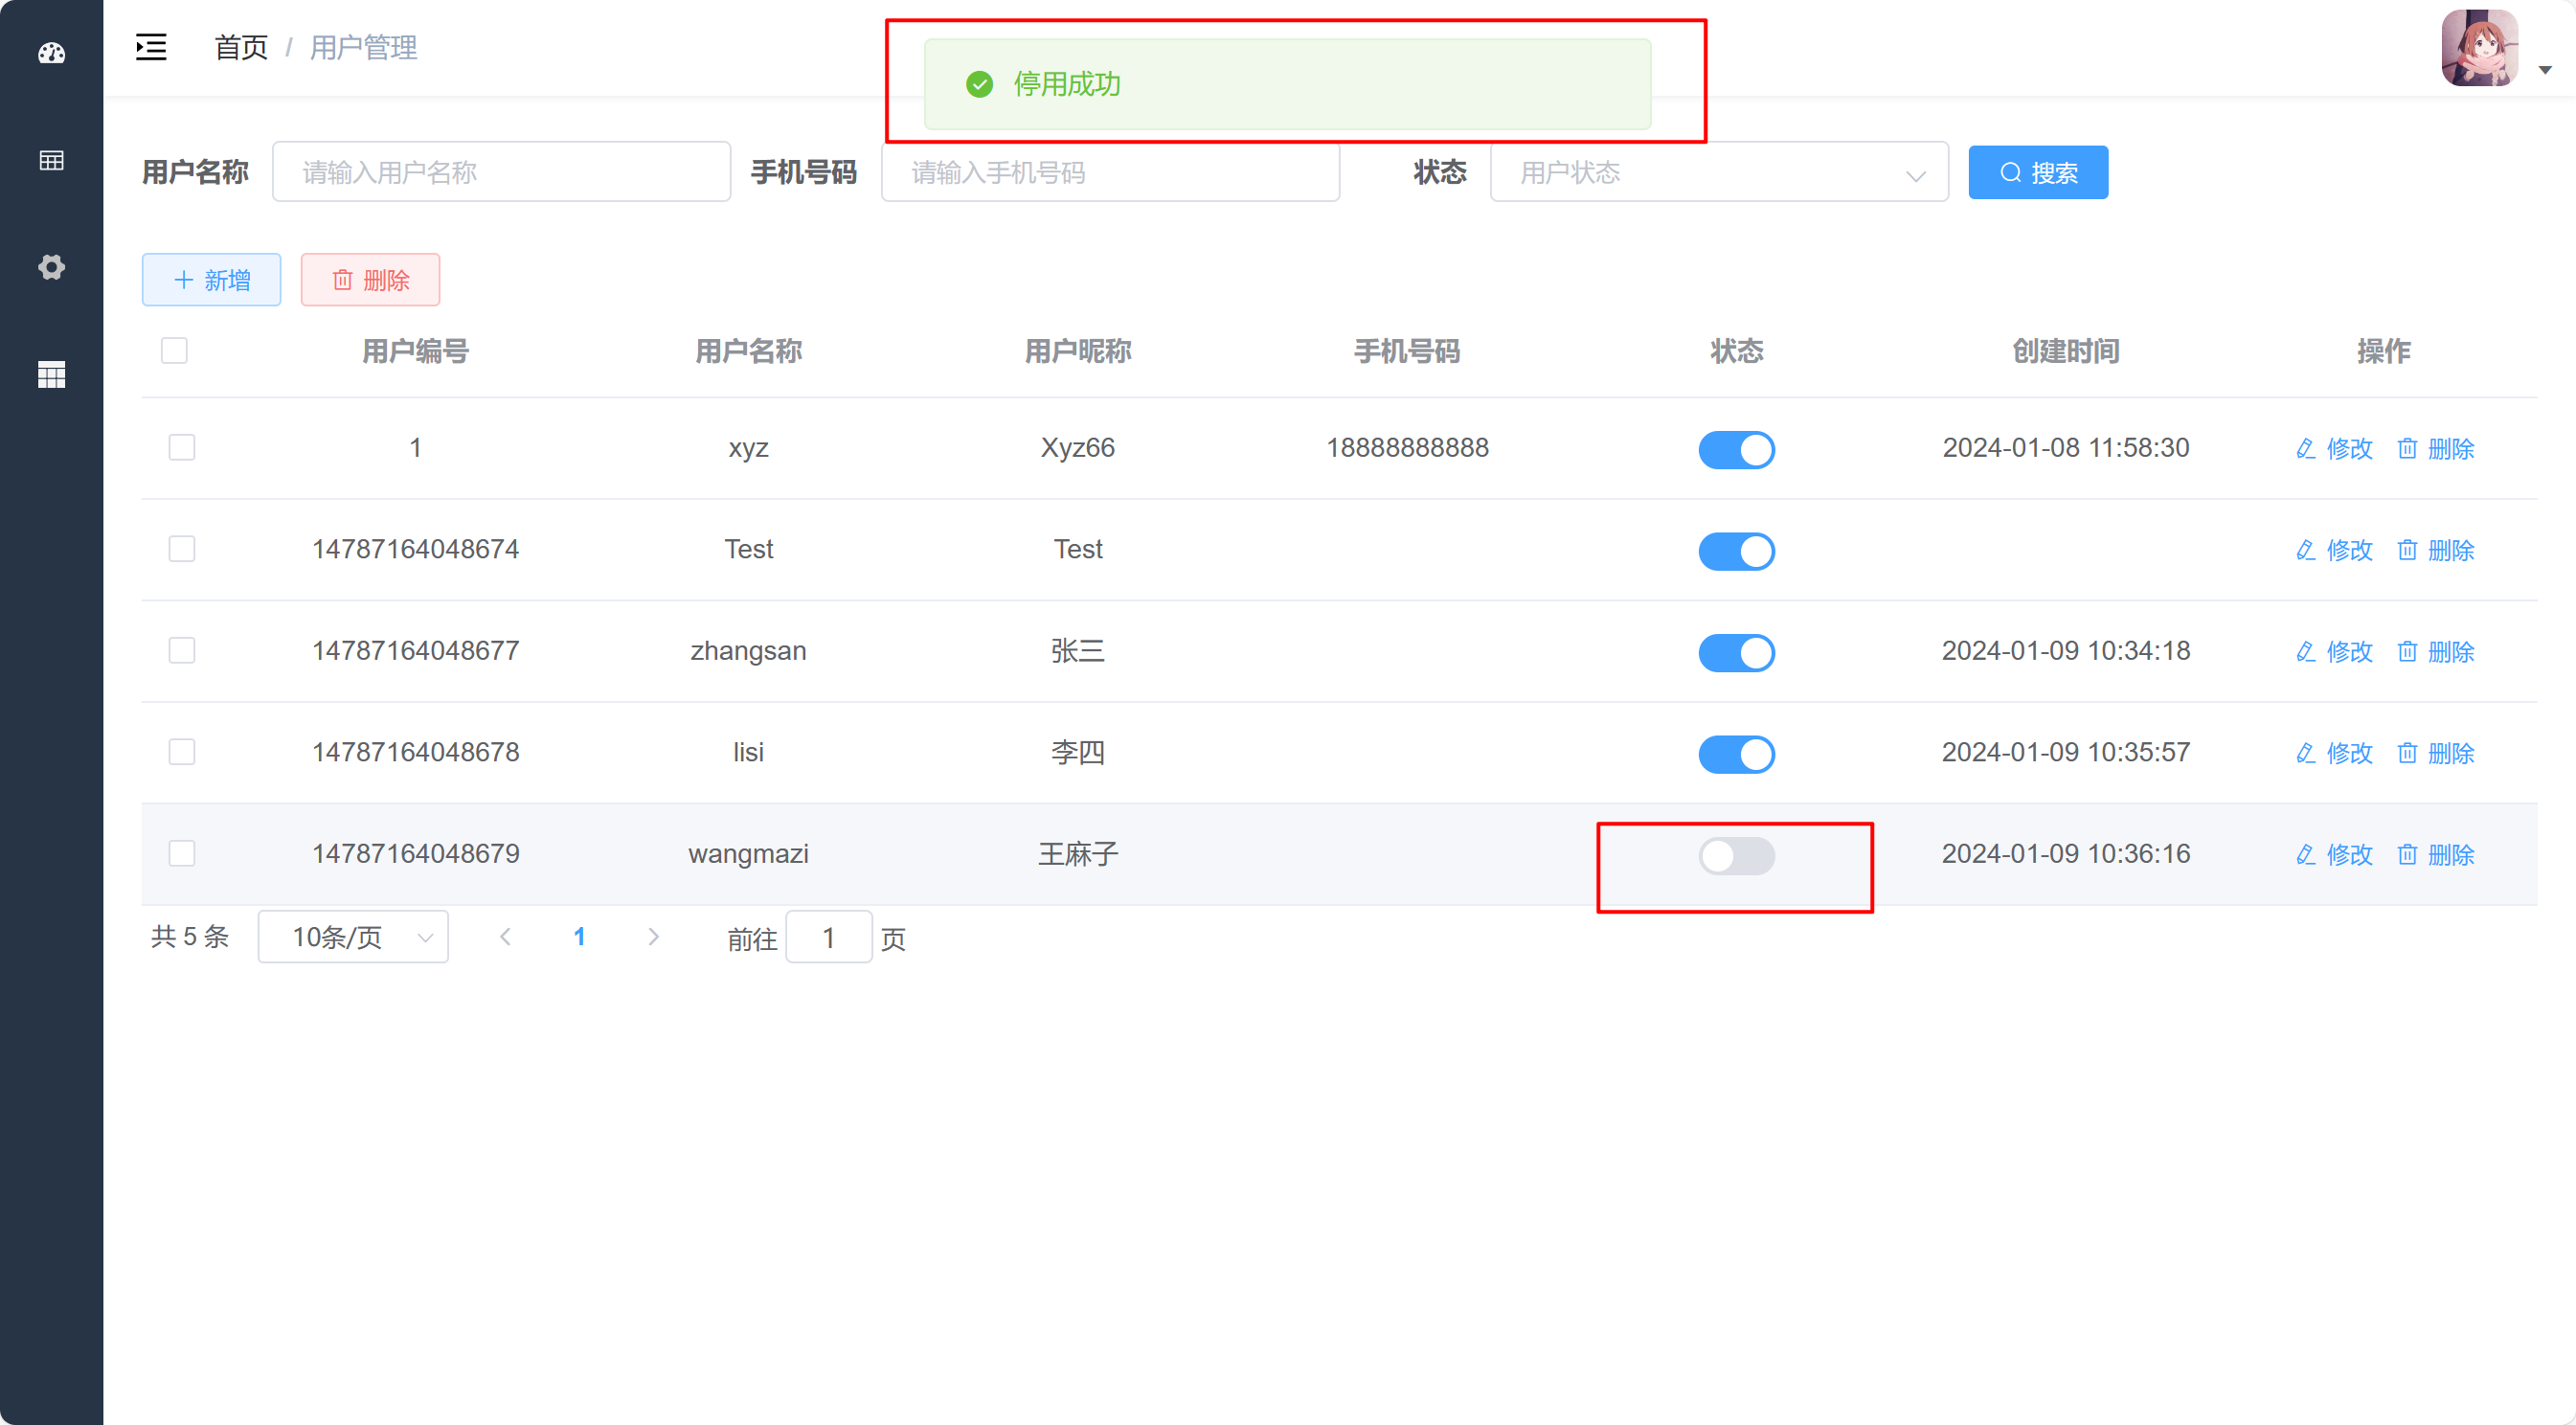 首页 / 用户管理
停用成功
用户名称 请输入用户名称 手机号码 请输入手机号码 状态 用户状态 搜索
新增 删除
用户编号 用户名称 用户昵称 手机号码 状态 创建时间 操作
1 xyz Xyz66 18888888888 2024-01-08 11:58:30 修改 删除
14787164048674 Test Test 修改 删除
14787164048677 zhangsan 张三 2024-01-09 10:34:18 修改 删除
14787164048678 lisi 李四 2024-01-09 10:35:57 修改 删除
14787164048679 wangmazi 王麻子 2024-01-09 10:36:16 修改 删除
共 5 条 10条/页 1 前往 1 页